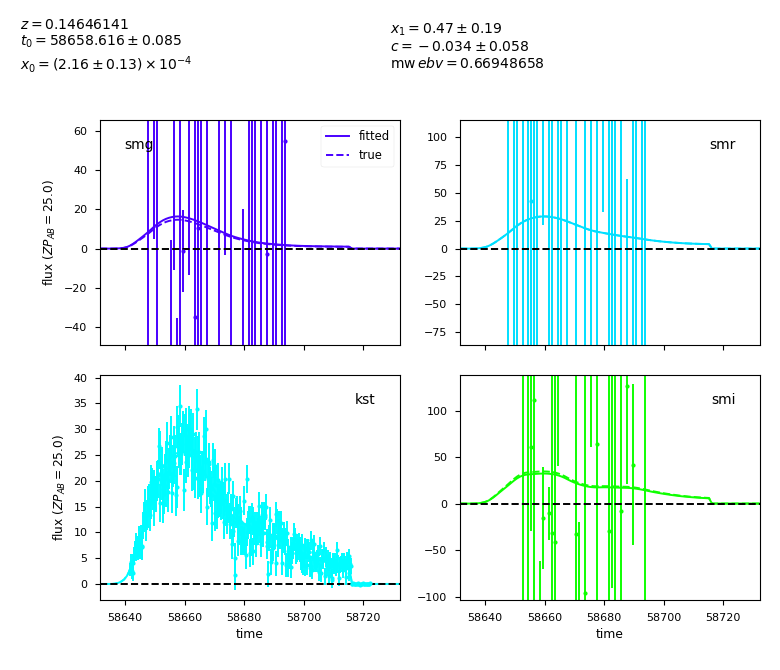 z = 0.14646141
t₀ = 58658.616 ± 0.085
x₀ = (2.16 ± 0.13) × 10⁻⁴
x₁ = 0.47 ± 0.19
c = −0.034 ± 0.058
mw ebv = 0.66948658
smg
fitted
true
60
40
20
0
−20
−40
flux (ZP_AB = 25.0)
smr
100
75
50
25
0
−25
−50
−75
kst
40
35
30
25
20
15
10
5
0
flux (ZP_AB = 25.0)
58640 58660 58680 58700 58720
time
smi
100
50
0
−50
−100
58640 58660 58680 58700 58720
time